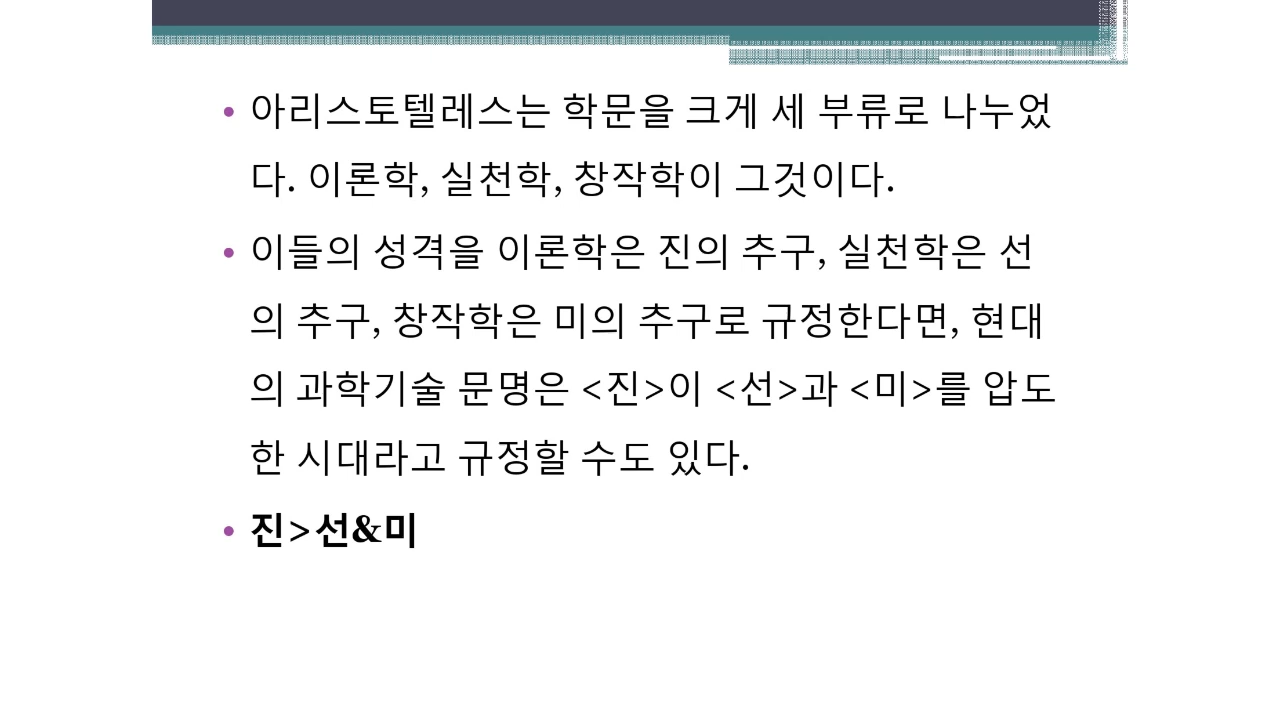 • 아리스토텔레스는 학문을 크게 세 부류로 나누었
다. 이론학, 실천학, 창작학이 그것이다.
• 이들의 성격을 이론학은 진의 추구, 실천학은 선
의 추구, 창작학은 미의 추구로 규정한다면, 현대
의 과학기술 문명은 <진>이 <선>과 <미>를 압도
한 시대라고 규정할 수도 있다.
• 진>선&미